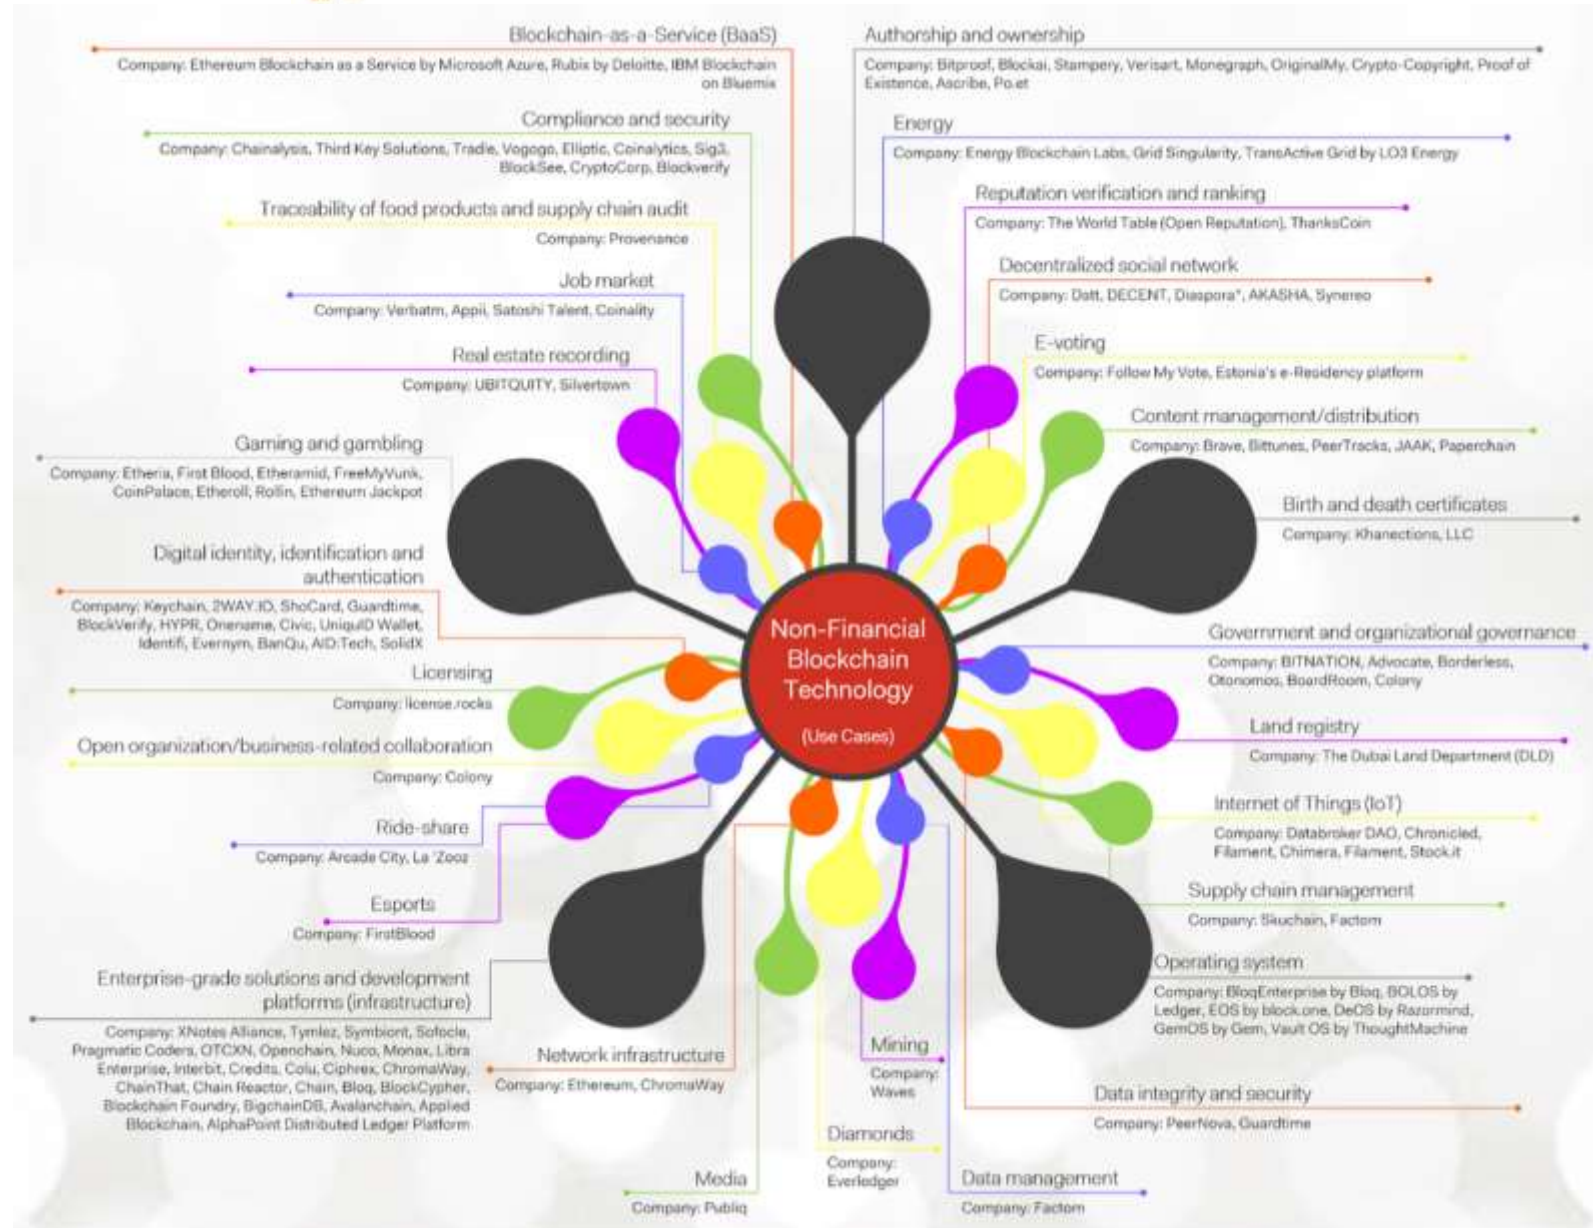 Blockchain-as-a-Service (BaaS)
Company: Ethereum Blockchain as a Service by Microsoft Azure, Rubix by Deloitte, IBM Blockchain
on Bluemix
Compliance and security
Company: Chainalysis, Third Key Solutions, Tradle, Vogogo, Elliptic, Coinalytics, Sig3,
BlockSee, CryptoCorp, Blockverify
Traceability of food products and supply chain audit
Company: Provenance
Job market
Company: Verbatm, Appii, Satoshi Talent, Coinality
Real estate recording
Company: UBITQUITY, Silvertown
Gaming and gambling
Company: Etheria, First Blood, Etheramid, FreeMyVunk,
CoinPalace, Etheroll, Rollin, Ethereum Jackpot
Digital identity, identification and
authentication
Company: Keychain, 2WAY.IO, ShoCard, Guardtime,
BlockVerify, HYPR, Onename, Civic, UniquID Wallet,
Identifi, Evernym, BanQu, AID:Tech, SolidX
Licensing
Company: license.rocks
Open organization/business-related collaboration
Company: Colony
Ride-share
Company: Arcade City, La 'Zooz
Esports
Company: FirstBlood
Enterprise-grade solutions and development
platforms (infrastructure)
Company: XNotes Alliance, Tymlez, Symbiont, Sofocle,
Pragmatic Coders, OTCXN, Openchain, Nuco, Monax, Libra
Enterprise, Interbit, Credits, Colu, Ciphrex, ChromaWay,
ChainThat, Chain Reactor, Chain, Bloq, BlockCypher,
Blockchain Foundry, BigchainDB, Avalanchain, Applied
Blockchain, AlphaPoint Distributed Ledger Platform
Network infrastructure
Company: Ethereum, ChromaWay
Media
Company: Publiq
Non-Financial
Blockchain
Technology
(Use Cases)
Authorship and ownership
Company: Bitproof, Blockai, Stampery, Verisart, Monegraph, OriginalMy, Crypto-Copyright, Proof of
Existence, Ascribe, Po.et
Energy
Company: Energy Blockchain Labs, Grid Singularity, TransActive Grid by LO3 Energy
Reputation verification and ranking
Company: The World Table (Open Reputation), ThanksCoin
Decentralized social network
Company: Datt, DECENT, Diaspora*, AKASHA, Synereo
E-voting
Company: Follow My Vote, Estonia's e-Residency platform
Content management/distribution
Company: Brave, Bittunes, PeerTracks, JAAK, Paperchain
Birth and death certificates
Company: Khanections, LLC
Government and organizational governance
Company: BITNATION, Advocate, Borderless,
Otonomos, BoardRoom, Colony
Land registry
Company: The Dubai Land Department (DLD)
Internet of Things (IoT)
Company: Databroker DAO, Chronicled,
Filament, Chimera, Filament, Stock.it
Supply chain management
Company: Skuchain, Factom
Operating system
Company: BloqEnterprise by Bloq, BOLOS by
Ledger, EOS by block.one, DeOS by Razormind,
GemOS by Gem, Vault OS by ThoughtMachine
Data integrity and security
Company: PeerNova, Guardtime
Mining
Company:
Waves
Diamonds
Company:
Everledger
Data management
Company: Factom